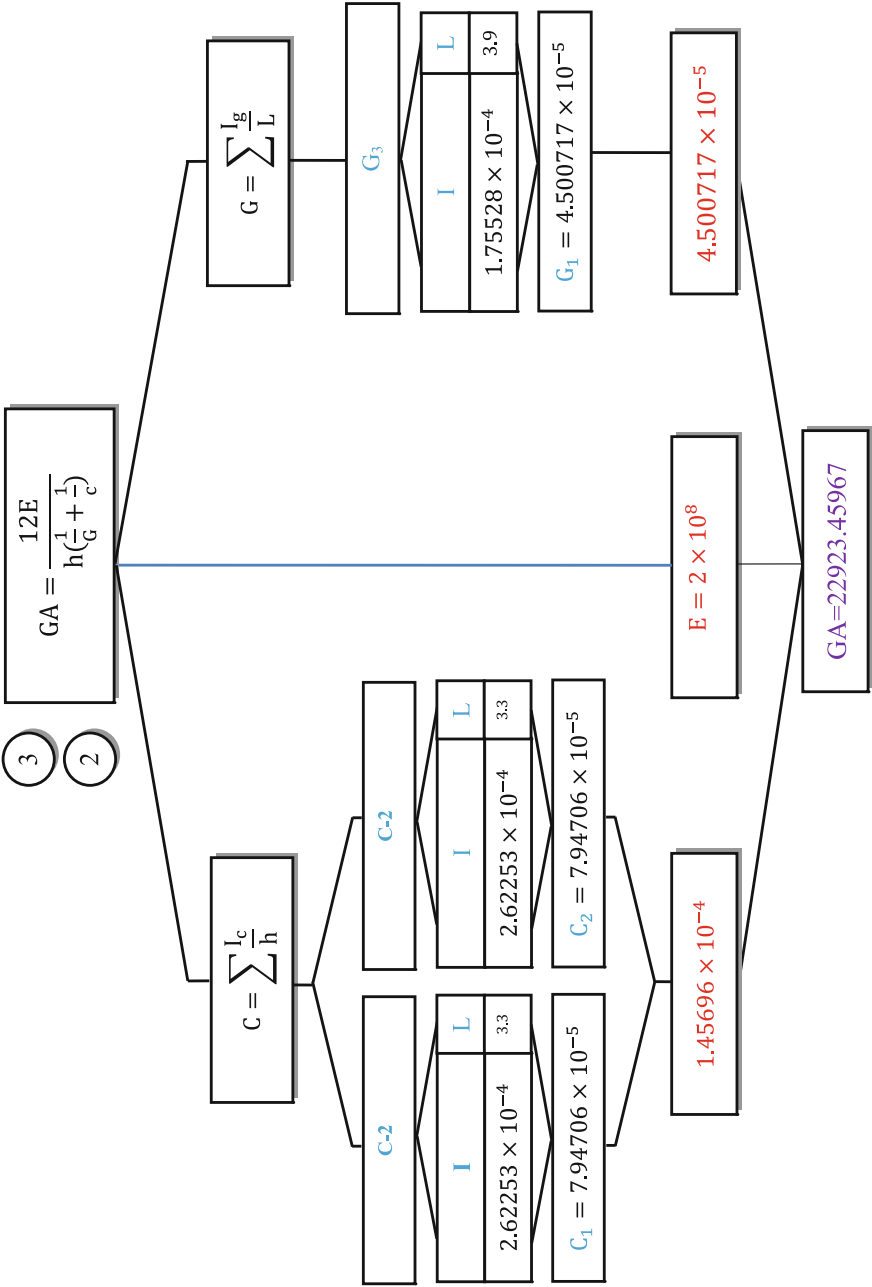 3
2
GA = 12E / h(1/G + 1/c)
C = ∑ I_c/h
G = ∑ I_g/L
C-2
C-2
G₃
I L
2.62253 × 10⁻⁴ 3.3
I L
2.62253 × 10⁻⁴ 3.3
I L
1.75528 × 10⁻⁴ 3.9
C₁ = 7.94706 × 10⁻⁵
C₂ = 7.94706 × 10⁻⁵
G₁ = 4.500717 × 10⁻⁵
1.45696 × 10⁻⁴
E = 2 × 10⁸
4.500717 × 10⁻⁵
GA=22923.45967